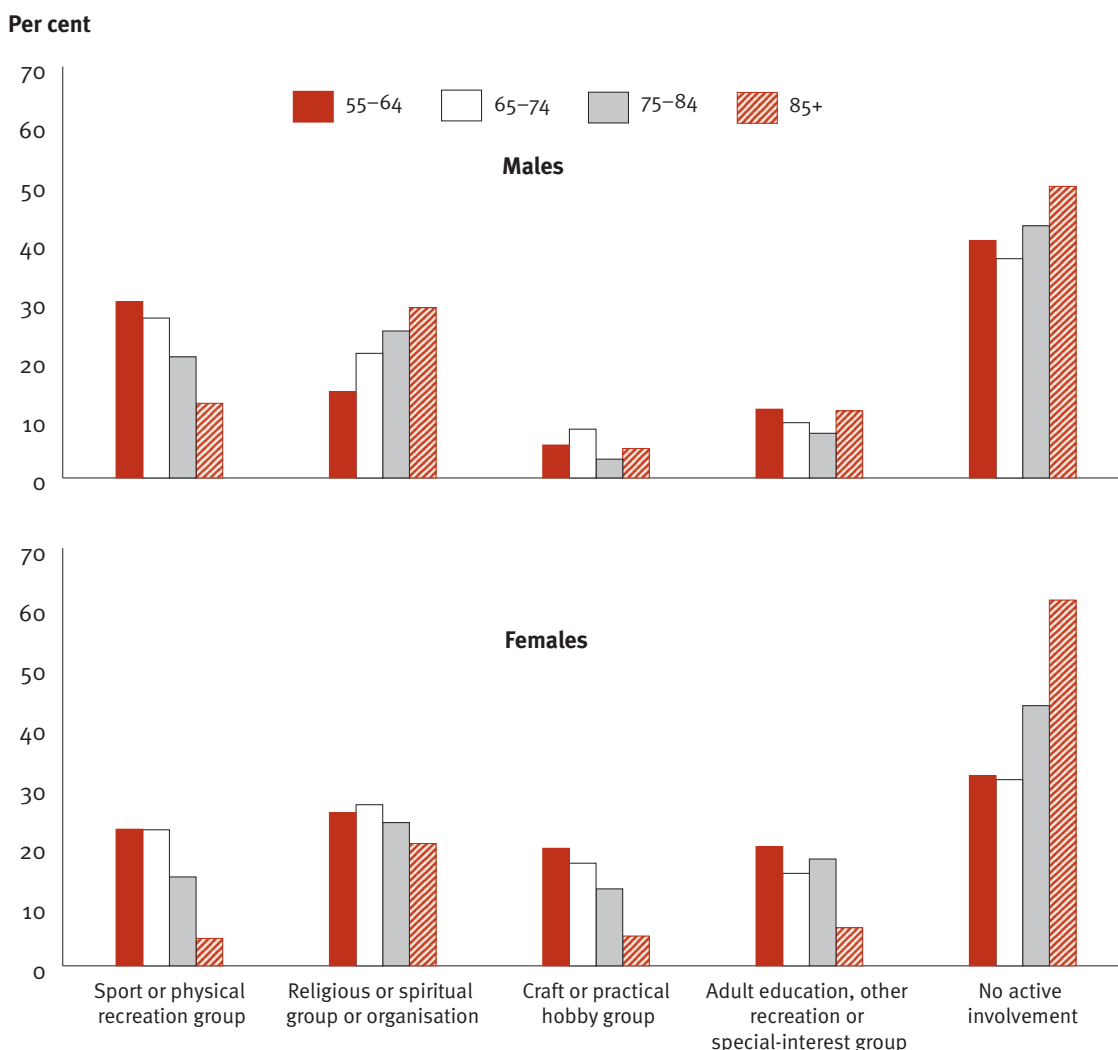 Per cent
70
55–64
65–74
75–84
85+
60
Males
50
40
30
20
10
0
70
60
Females
50
40
30
20
10
0
Sport or physical
recreation group
Religious or spiritual
group or organisation
Craft or practical
hobby group
Adult education, other
recreation or
special-interest group
No active
involvement